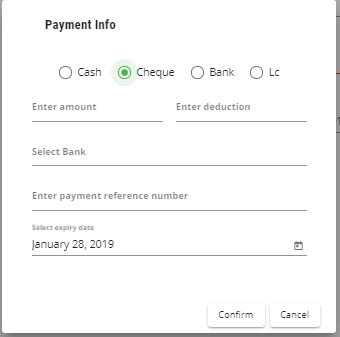 Payment Info
Cash Cheque Bank Lc
Enter amount Enter deduction
Select Bank
Enter payment reference number
Select expiry date
January 28, 2019
Confirm Cancel